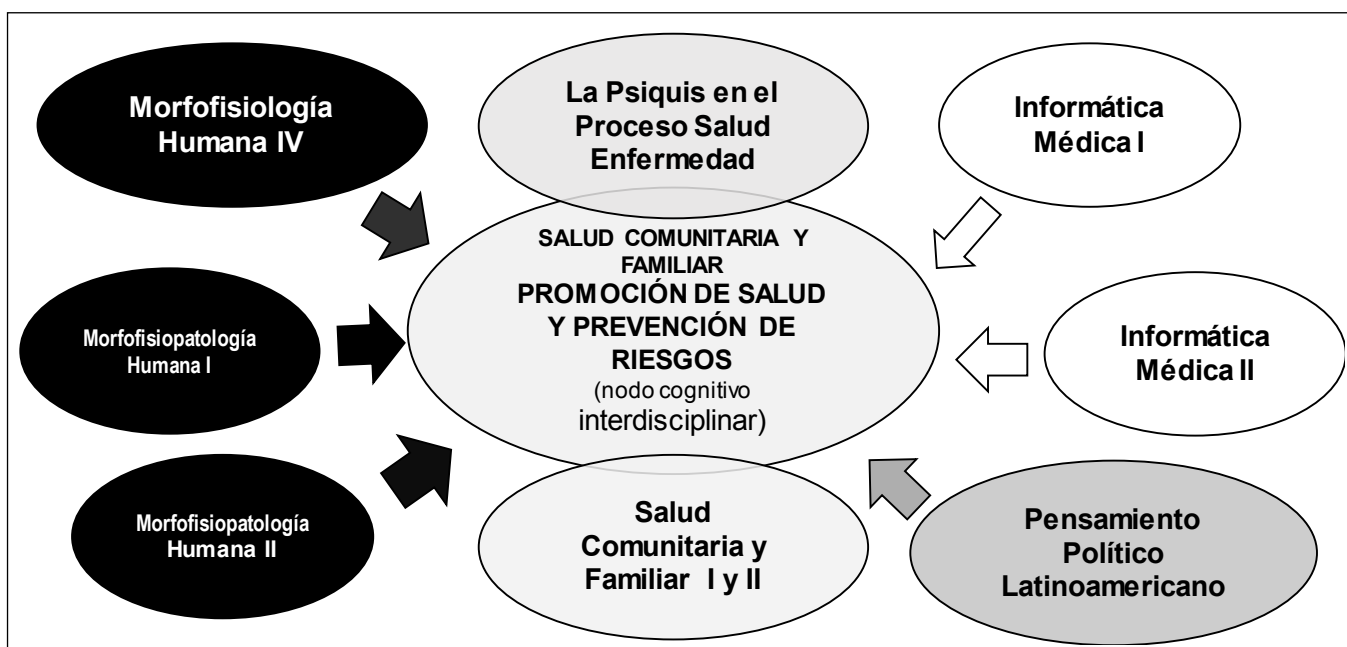 Morfofisiología
Humana IV
La Psiquis en el
Proceso Salud
Enfermedad
Informática
Médica I
Morfofisiopatología
Humana I
SALUD COMUNITARIA Y
FAMILIAR
PROMOCIÓN DE SALUD
Y PREVENCIÓN DE
RIESGOS
(nodo cognitivo
interdisciplinar)
Informática
Médica II
Morfofisiopatología
Humana II
Salud
Comunitaria y
Familiar I y II
Pensamiento
Político
Latinoamericano